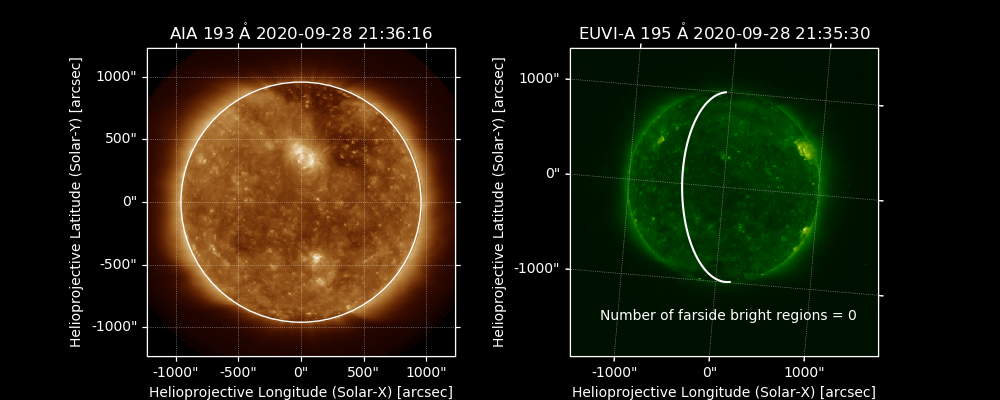 AIA 193 Å 2020-09-28 21:36:16
Helioprojective Latitude (Solar-Y) [arcsec]
1000"
500"
0"
-500"
-1000"
-1000"  -500"  0"  500"  1000"
Helioprojective Longitude (Solar-X) [arcsec]
EUVI-A 195 Å 2020-09-28 21:35:30
Helioprojective Latitude (Solar-Y) [arcsec]
1000"
0"
-1000"
Number of farside bright regions = 0
-1000"  0"  1000"
Helioprojective Longitude (Solar-X) [arcsec]